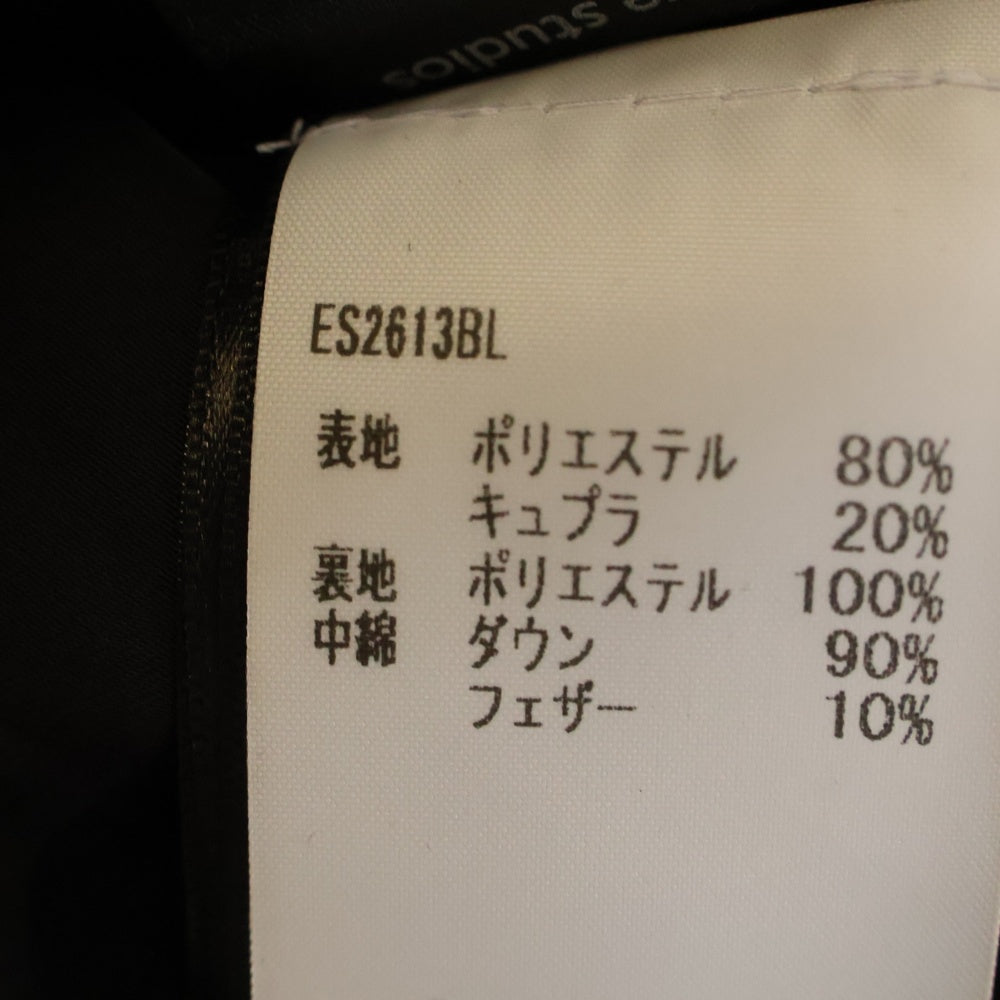 studios
ES2613BL
表地 ポリエステル 80%
キュプラ 20%
裏地 ポリエステル 100%
中綿 ダウン 90%
フェザー 10%